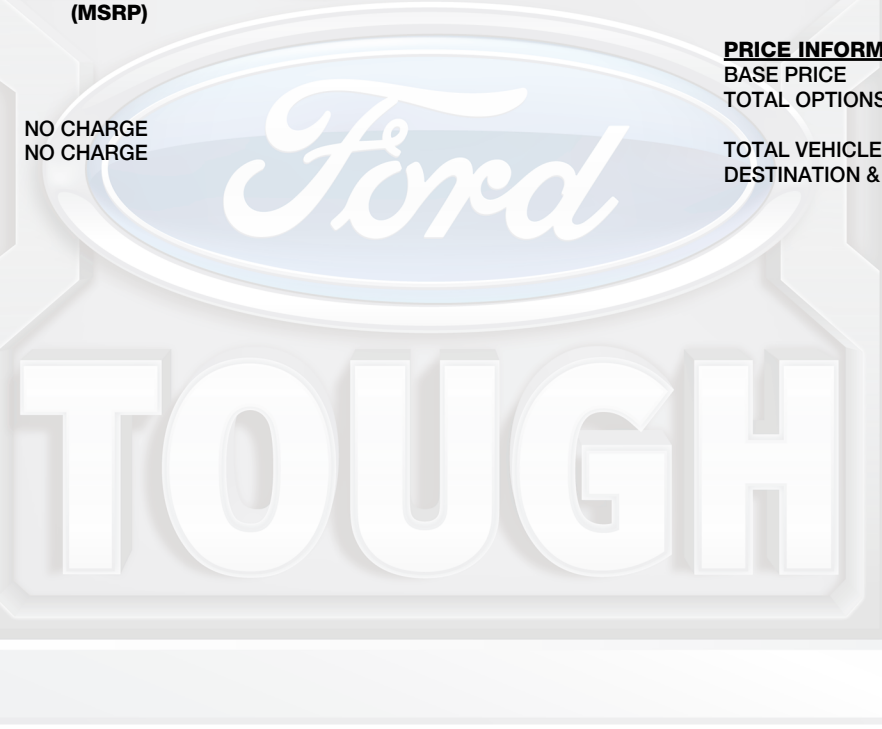 (MSRP)
NO CHARGE
NO CHARGE
PRICE INFORM
BASE PRICE
TOTAL OPTIONS
TOTAL VEHICLE
DESTINATION &
Ford
TOUGH